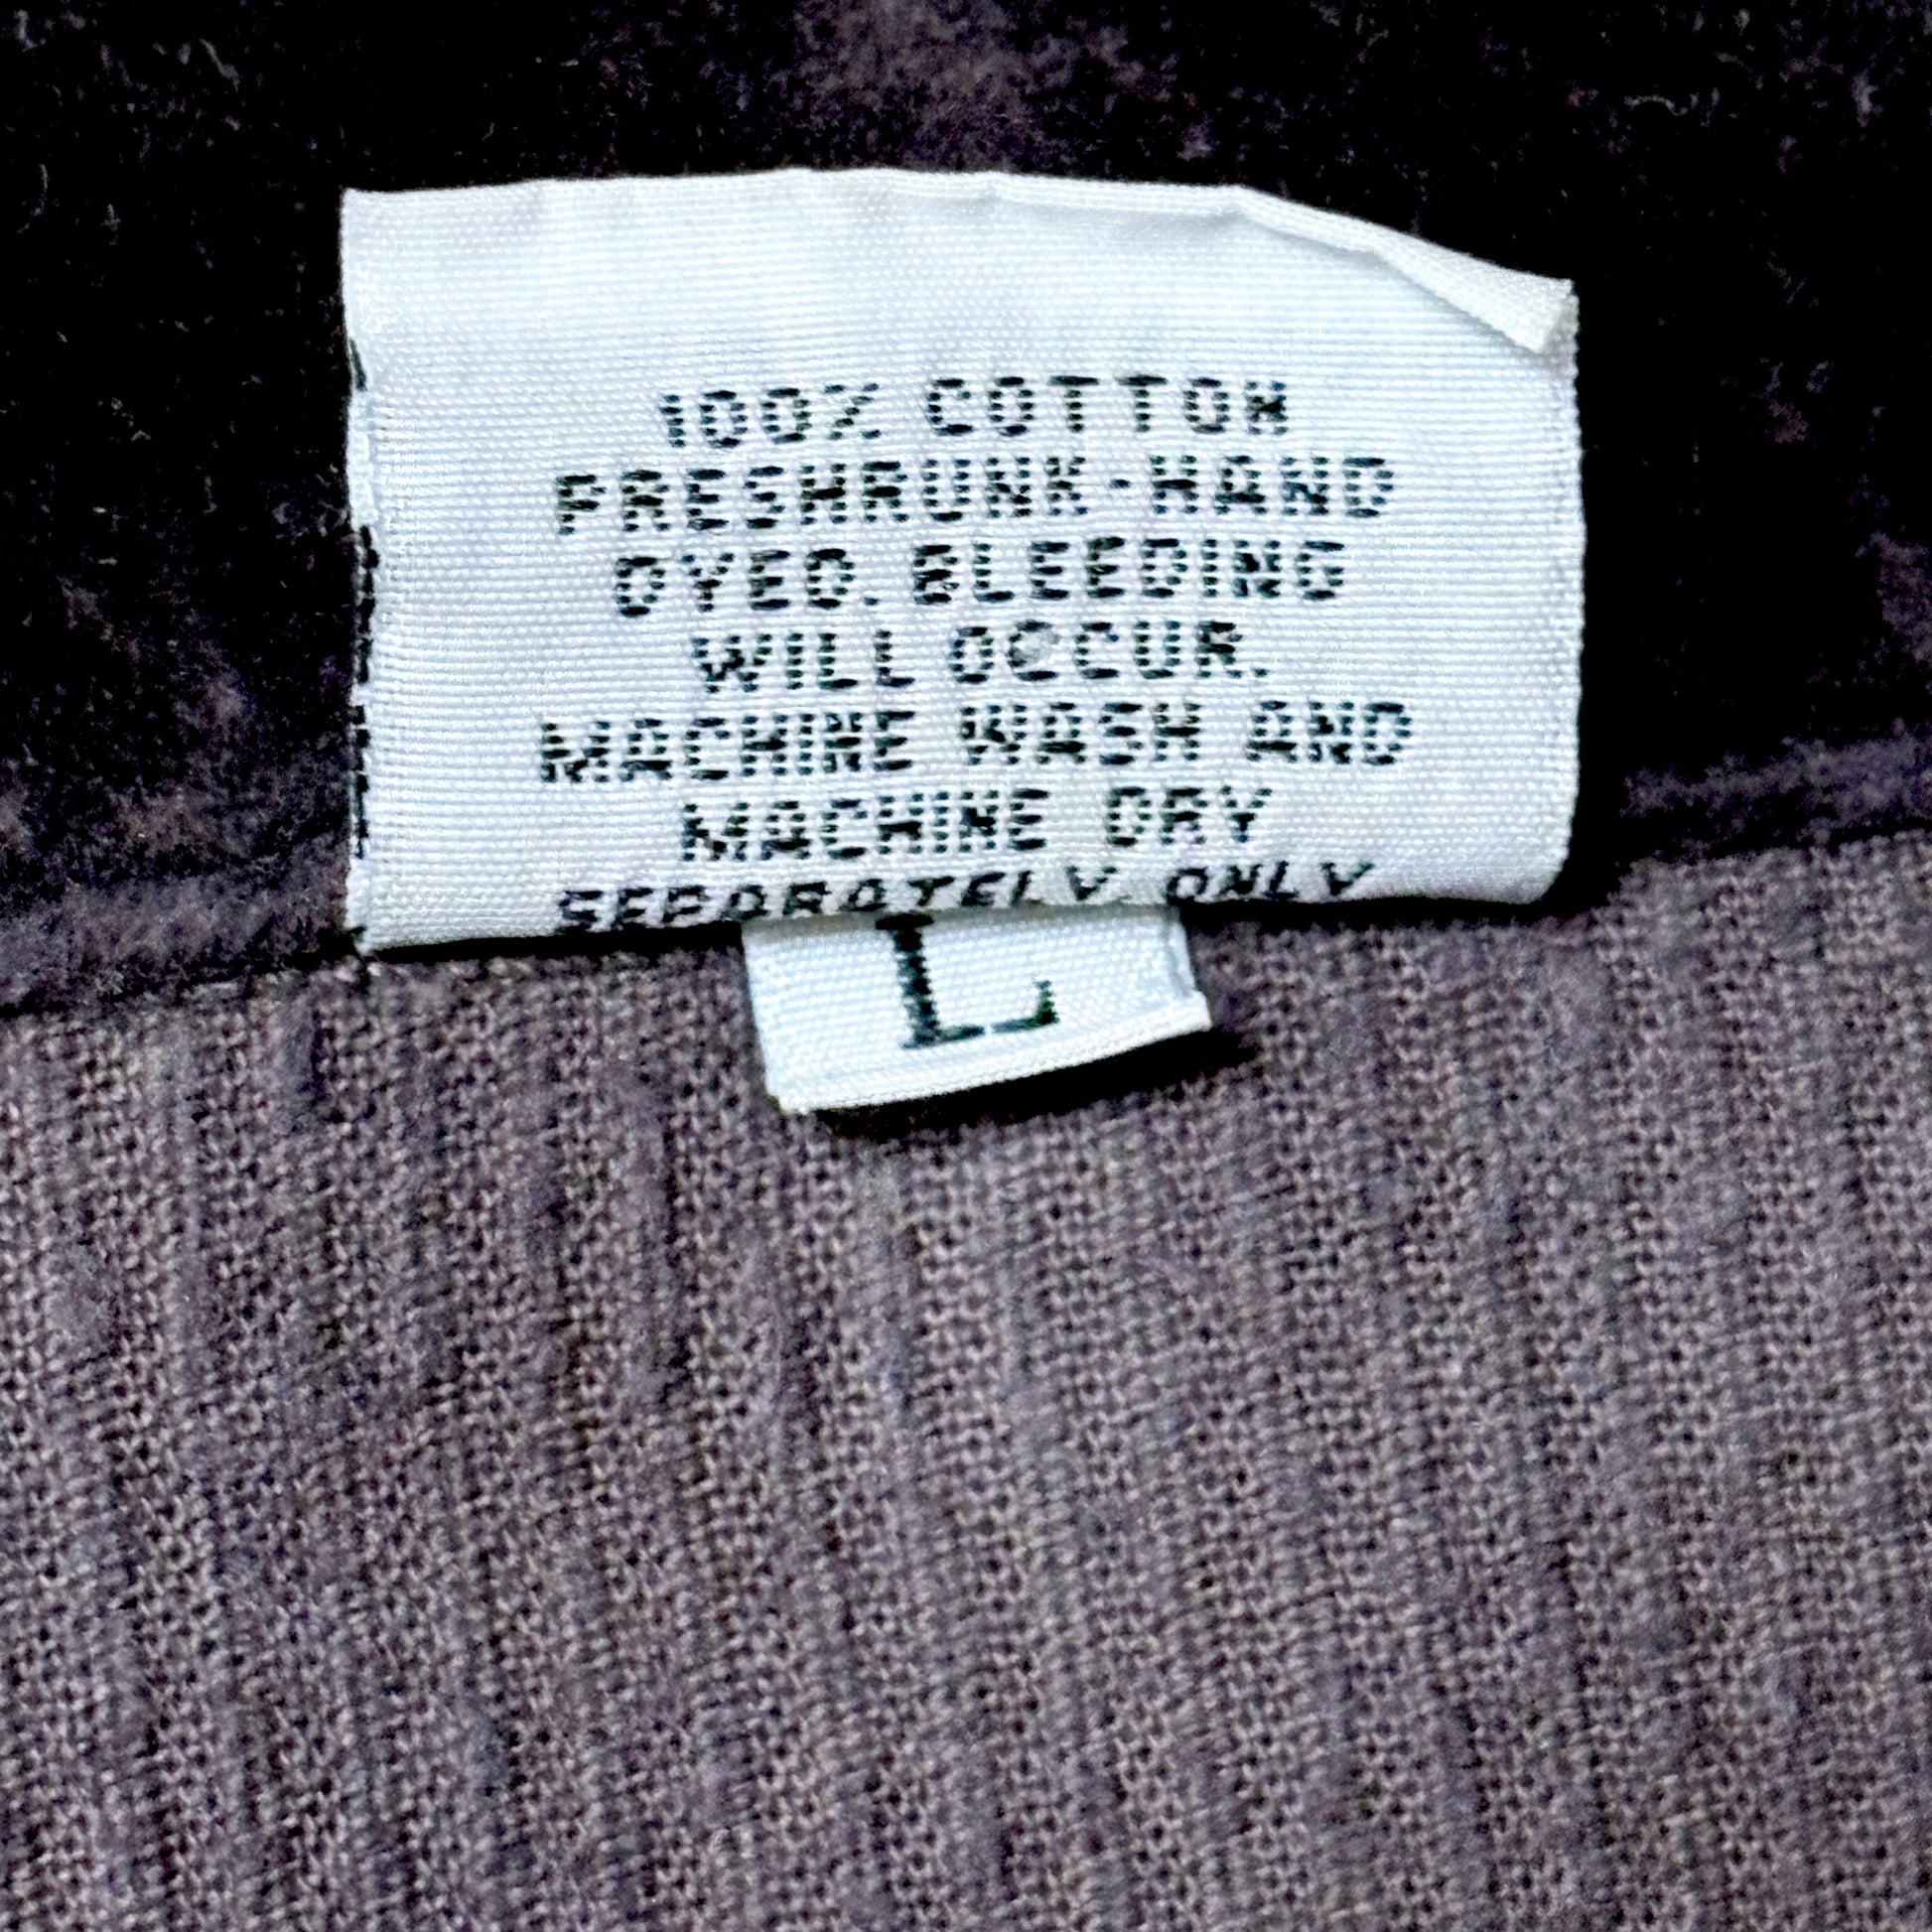 100% COTTON
PRESHRUNK-HAND
DYED. BLEEDING
WILL OCCUR.
MACHINE WASH AND
MACHINE DRY
SEPARATELY. ONLY
L